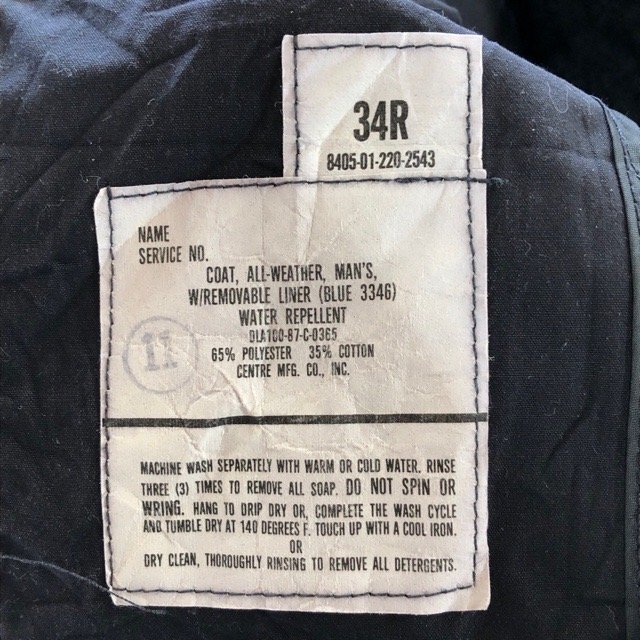 34R
8405-01-220-2543
NAME
SERVICE NO.
COAT, ALL-WEATHER, MAN'S,
W/REMOVABLE LINER (BLUE 3346)
WATER REPELLENT
DLA100-87-C-0365
11
65% POLYESTER 35% COTTON
CENTRE MFG. CO., INC.
MACHINE WASH SEPARATELY WITH WARM OR COLD WATER. RINSE
THREE (3) TIMES TO REMOVE ALL SOAP. DO NOT SPIN OR
WRING. HANG TO DRIP DRY OR, COMPLETE THE WASH CYCLE
AND TUMBLE DRY AT 140 DEGREES F. TOUCH UP WITH A COOL IRON.
OR
DRY CLEAN, THOROUGHLY RINSING TO REMOVE ALL DETERGENTS.